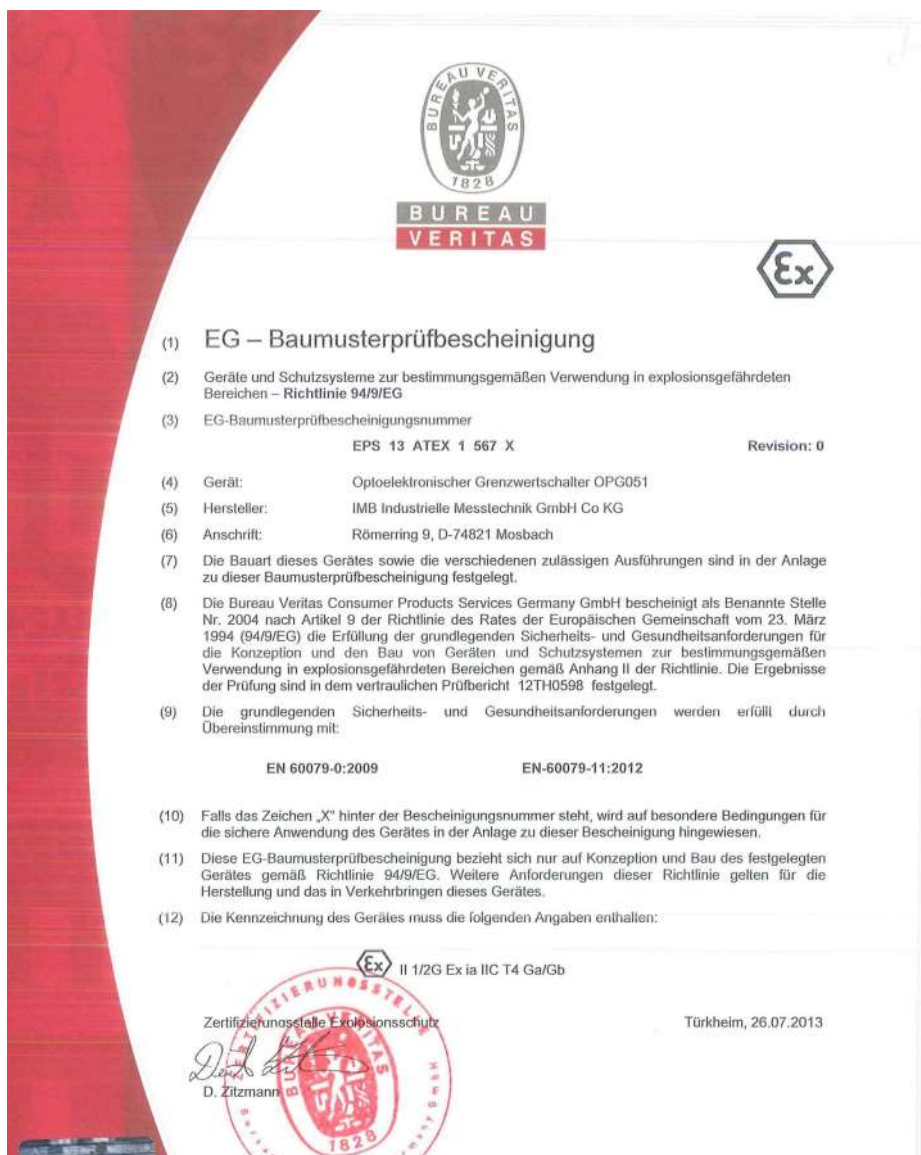 BUREAU VERITAS
1828
BUREAU
VERITAS
Ex
(1) EG – Baumusterprüfbescheinigung
(2) Geräte und Schutzsysteme zur bestimmungsgemäßen Verwendung in explosionsgefährdeten
Bereichen – Richtlinie 94/9/EG
(3) EG-Baumusterprüfbescheinigungsnummer
EPS 13 ATEX 1 567 X Revision: 0
(4) Gerät: Optoelektronischer Grenzwertschalter OPG051
(5) Hersteller: IMB Industrielle Messtechnik GmbH Co KG
(6) Anschrift: Römerring 9, D-74821 Mosbach
(7) Die Bauart dieses Gerätes sowie die verschiedenen zulässigen Ausführungen sind in der Anlage
zu dieser Baumusterprüfbescheinigung festgelegt.
(8) Die Bureau Veritas Consumer Products Services Germany GmbH bescheinigt als Benannte Stelle
Nr. 2004 nach Artikel 9 der Richtlinie des Rates der Europäischen Gemeinschaft vom 23. März
1994 (94/9/EG) die Erfüllung der grundlegenden Sicherheits- und Gesundheitsanforderungen für
die Konzeption und den Bau von Geräten und Schutzsystemen zur bestimmungsgemäßen
Verwendung in explosionsgefährdeten Bereichen gemäß Anhang II der Richtlinie. Die Ergebnisse
der Prüfung sind in dem vertraulichen Prüfbericht 12TH0598 festgelegt.
(9) Die grundlegenden Sicherheits- und Gesundheitsanforderungen werden erfüllt durch
Übereinstimmung mit:
EN 60079-0:2009 EN-60079-11:2012
(10) Falls das Zeichen „X" hinter der Bescheinigungsnummer steht, wird auf besondere Bedingungen für
die sichere Anwendung des Gerätes in der Anlage zu dieser Bescheinigung hingewiesen.
(11) Diese EG-Baumusterprüfbescheinigung bezieht sich nur auf Konzeption und Bau des festgelegten
Gerätes gemäß Richtlinie 94/9/EG. Weitere Anforderungen dieser Richtlinie gelten für die
Herstellung und das in Verkehrbringen dieses Gerätes.
(12) Die Kennzeichnung des Gerätes muss die folgenden Angaben enthalten:
Ex II 1/2G Ex ia IIC T4 Ga/Gb
ZERTIFIZIERUNGSSTELLE
Zertifizierungsstelle Explosionsschutz Türkheim, 26.07.2013
D. Zitzmann
BUREAU VERITAS
1828
GmbH